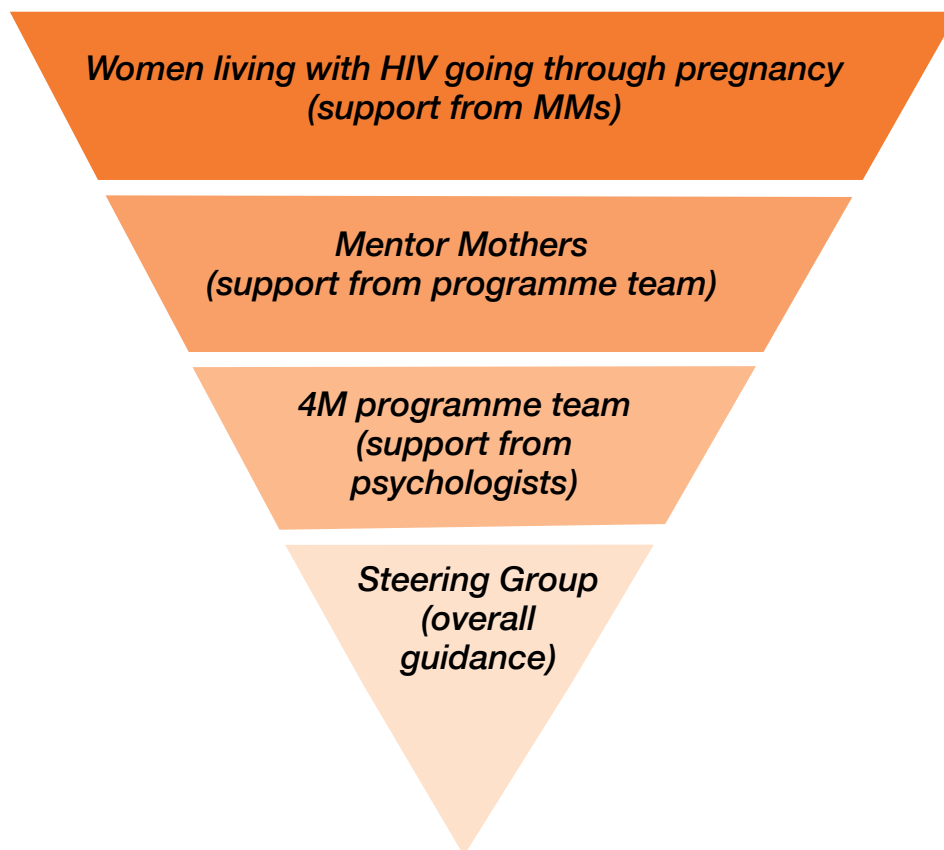 Women living with HIV going through pregnancy
(support from MMs)
Mentor Mothers
(support from programme team)
4M programme team
(support from
psychologists)
Steering Group
(overall
guidance)